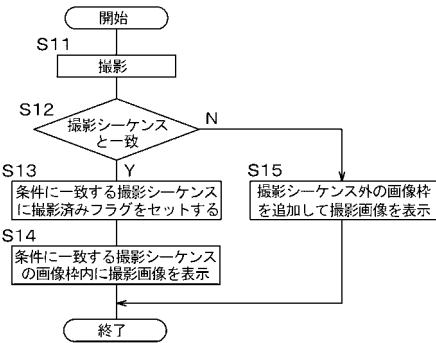 開始
S11
撮影
S12
撮影シーケンス
と一致
N
Y
S13
条件に一致する撮影シーケンス
に撮影済みフラグをセットする
S15
撮影シーケンス外の画像枠
を追加して撮影画像を表示
S14
条件に一致する撮影シーケンス
の画像枠内に撮影画像を表示
終了